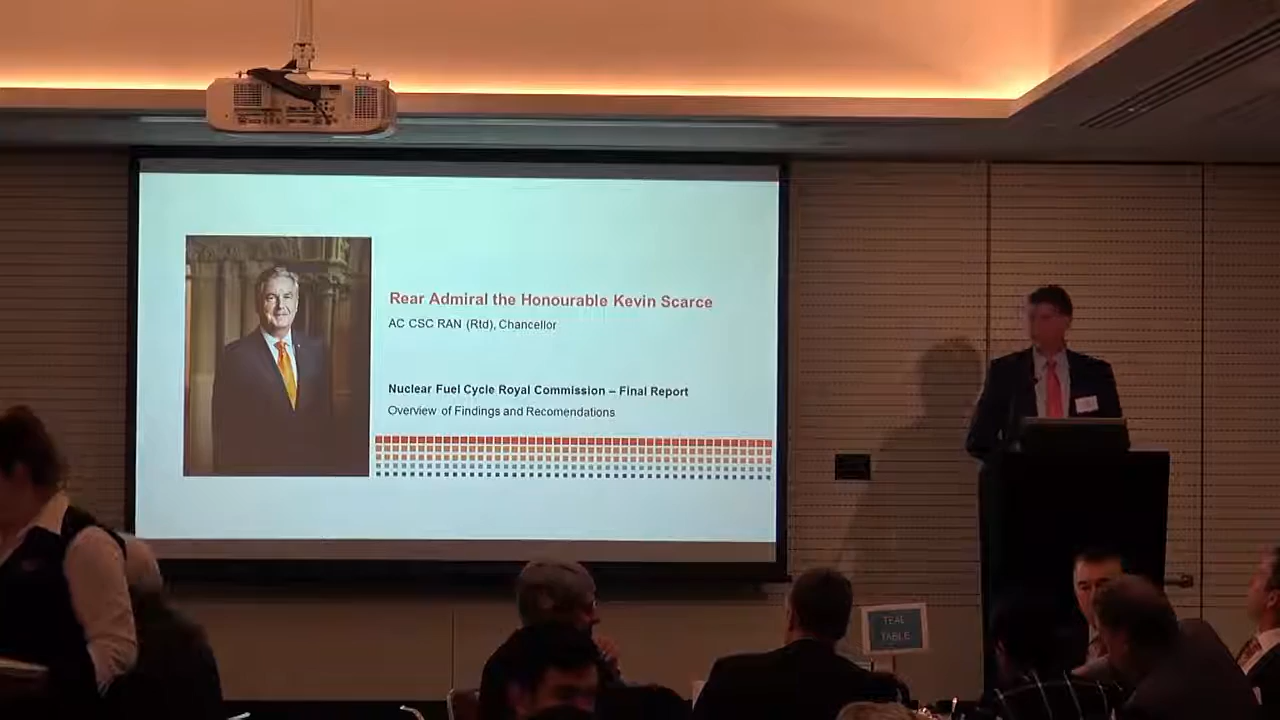 Rear Admiral the Honourable Kevin Scarce
AC CSC RAN (Rtd), Chancellor
Nuclear Fuel Cycle Royal Commission – Final Report
Overview of Findings and Recomendations
TEAL
TABLE